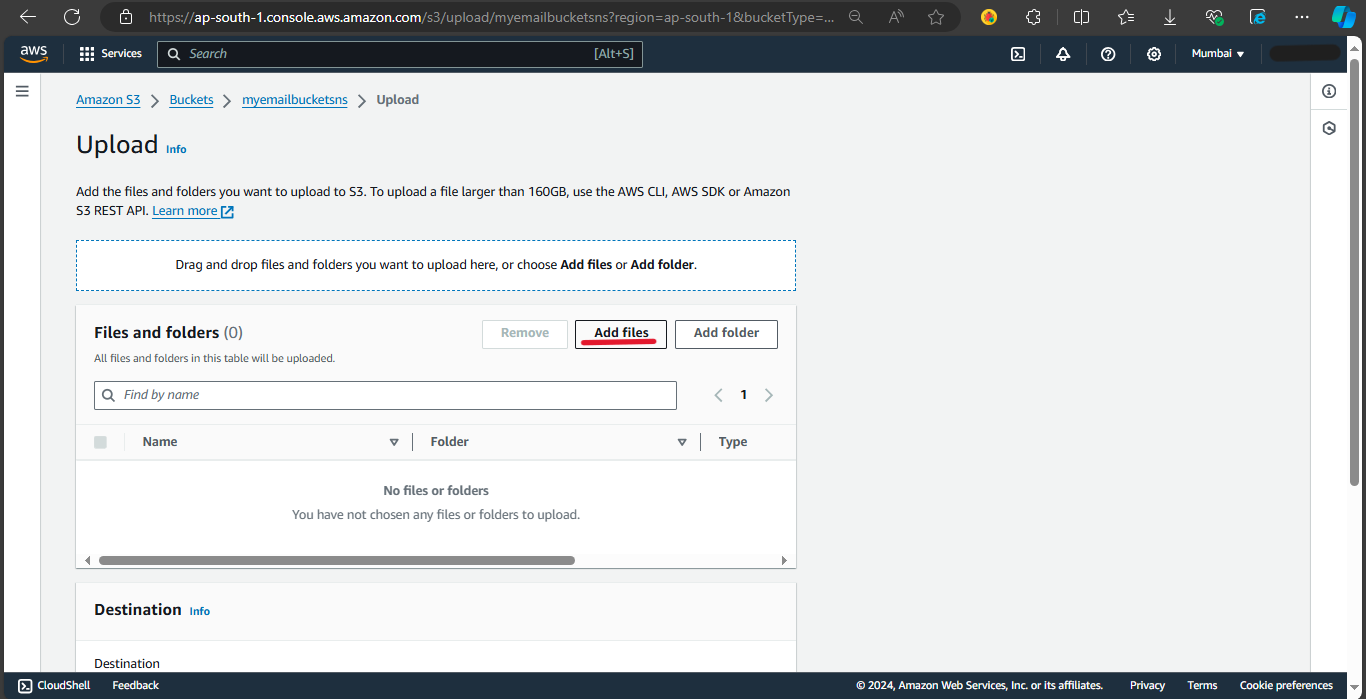 https://ap-south-1.console.aws.amazon.com/s3/upload/myemailbucketsns?region=ap-south-1&bucketType=...
aws
Services
Search
[Alt+S]
Mumbai
Amazon S3 > Buckets > myemailbucketsns > Upload
Upload Info
Add the files and folders you want to upload to S3. To upload a file larger than 160GB, use the AWS CLI, AWS SDK or Amazon
S3 REST API. Learn more
Drag and drop files and folders you want to upload here, or choose Add files or Add folder.
Files and folders (0)
Remove
Add files
Add folder
All files and folders in this table will be uploaded.
Find by name
1
Name
Folder
Type
No files or folders
You have not chosen any files or folders to upload.
Destination Info
Destination
CloudShell
Feedback
© 2024, Amazon Web Services, Inc. or its affiliates.
Privacy
Terms
Cookie preferences